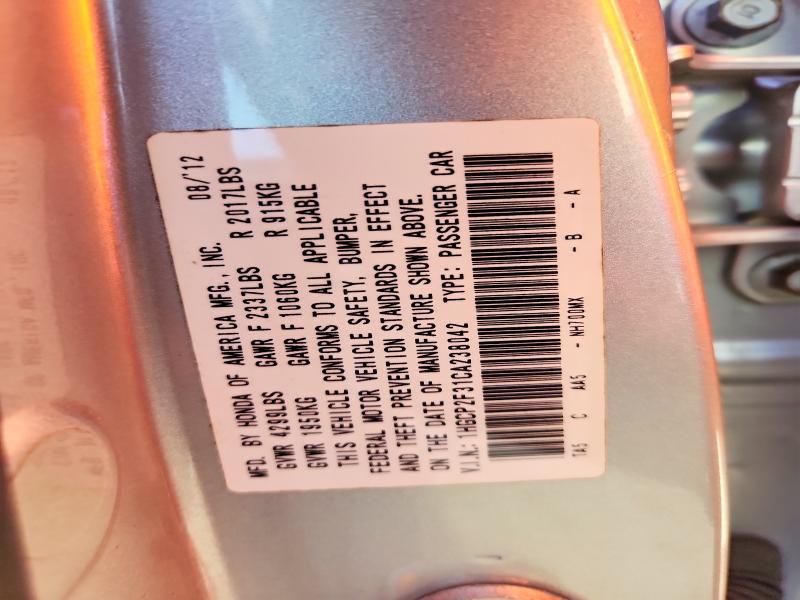 MFD. BY HONDA OF AMERICA MFG., INC. 08/'12
GVWR 4299LBS GAWR F 2337LBS R 2017LBS
GVWR 1950KG GAWR F 1060KG R 915KG
THIS VEHICLE CONFORMS TO ALL APPLICABLE
FEDERAL MOTOR VEHICLE SAFETY, BUMPER,
AND THEFT PREVENTION STANDARDS IN EFFECT
ON THE DATE OF MANUFACTURE SHOWN ABOVE.
V.I.N.: 1HGCP2F31CA238042 TYPE: PASSENGER CAR
TA5 C AA5 - NH700MX - B - A